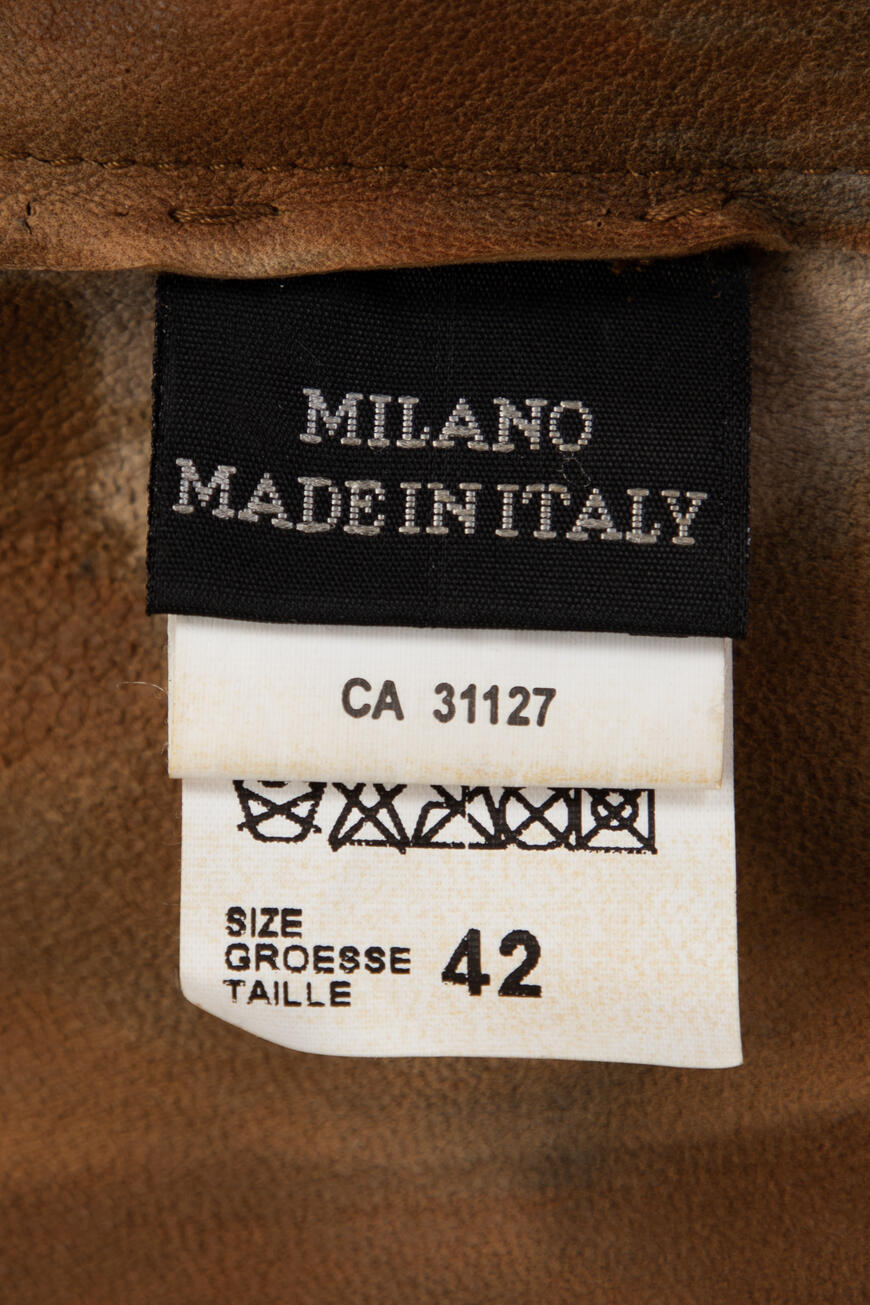 MILANO
MADE IN ITALY
CA 31127
SIZE
GROESSE 42
TAILLE